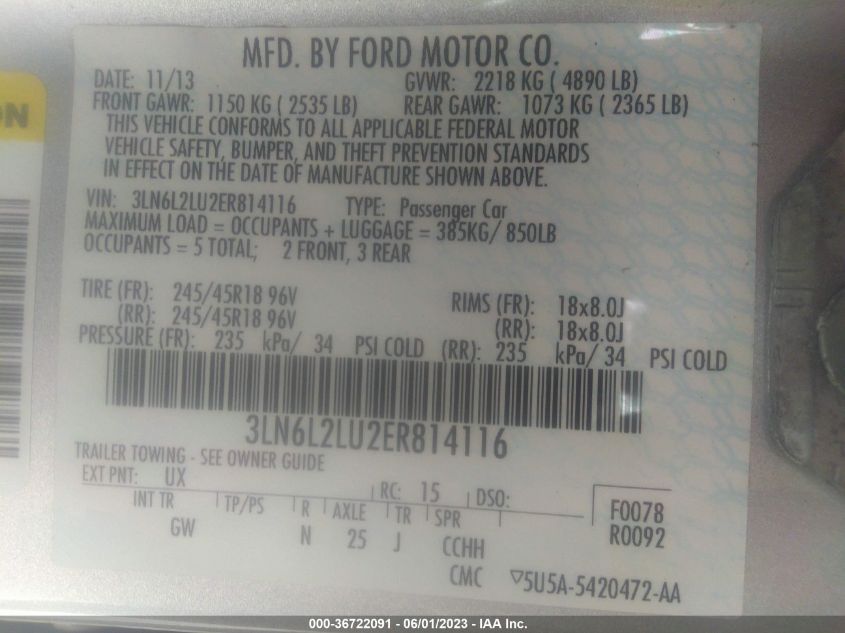 MFD. BY FORD MOTOR CO.
DATE: 11/13 GVWR: 2218 KG ( 4890 LB)
FRONT GAWR: 1150 KG ( 2535 LB) REAR GAWR: 1073 KG ( 2365 LB)
THIS VEHICLE CONFORMS TO ALL APPLICABLE FEDERAL MOTOR
VEHICLE SAFETY, BUMPER, AND THEFT PREVENTION STANDARDS
IN EFFECT ON THE DATE OF MANUFACTURE SHOWN ABOVE.
VIN: 3LN6L2LU2ER814116 TYPE: Passenger Car
MAXIMUM LOAD = OCCUPANTS + LUGGAGE = 385KG/ 850LB
OCCUPANTS = 5 TOTAL; 2 FRONT, 3 REAR
TIRE (FR): 245/45R18 96V RIMS (FR): 18x8.0J
(RR): 245/45R18 96V (RR): 18x8.0J
PRESSURE (FR): 235 kPa/ 34 PSI COLD (RR): 235 kPa/ 34 PSI COLD
3LN6L2LU2ER814116
TRAILER TOWING - SEE OWNER GUIDE
EXT PNT: UX RC: 15 DSO: F0078
INT TR TP/PS R AXLE TR SPR R0092
GW N 25 J CCHH
CMC ▽5U5A-5420472-AA
000-36722091 - 06/01/2023 - IAA Inc.